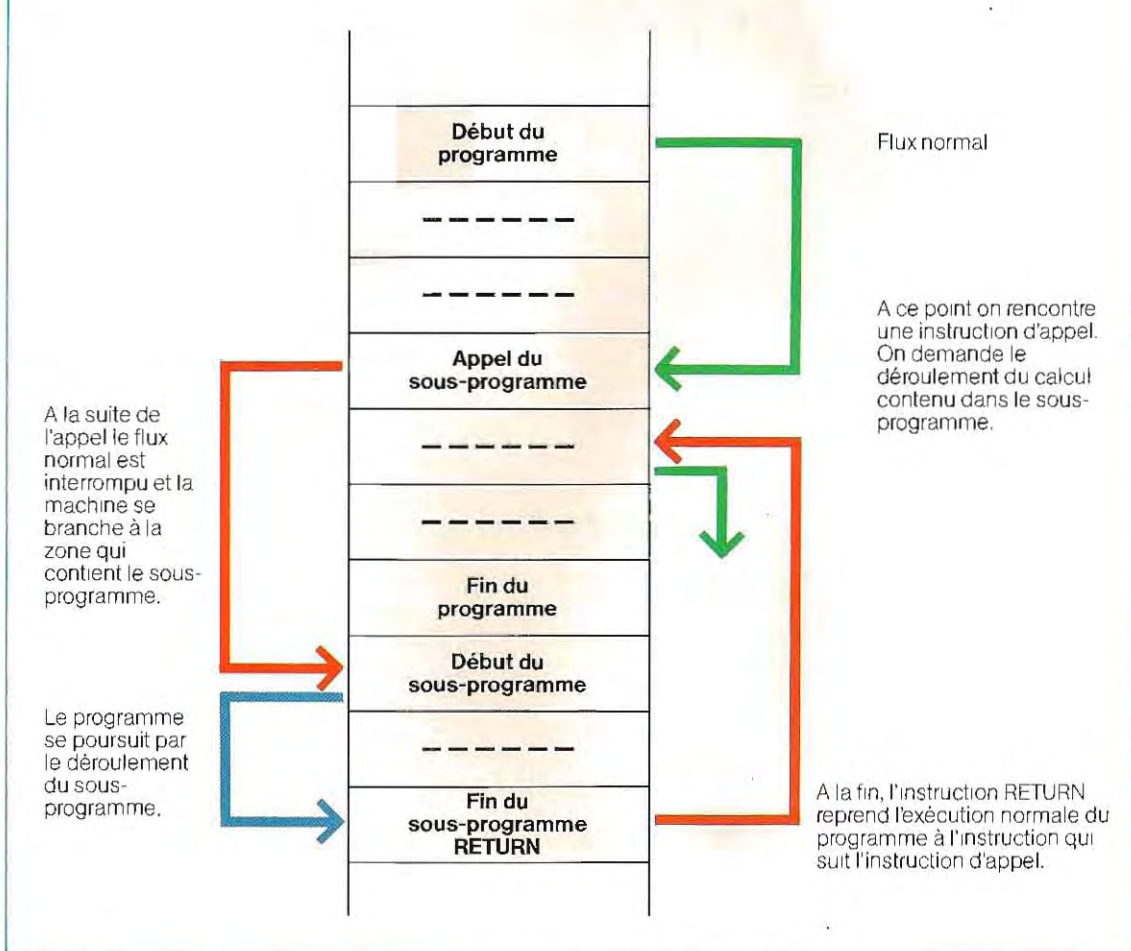 Début du
programme
Flux normal
Appel du
sous-programme
A ce point on rencontre
une instruction d'appel.
On demande le
déroulement du calcul
contenu dans le sous-
programme.
A la suite de
l'appel le flux
normal est
interrompu et la
machine se
branche à la
zone qui
contient le sous-
programme.
Fin du
programme
Début du
sous-programme
Le programme
se poursuit par
le déroulement
du sous-
programme.
Fin du
sous-programme
RETURN
A la fin, l'instruction RETURN
reprend l'exécution normale du
programme à l'instruction qui
suit l'instruction d'appel.